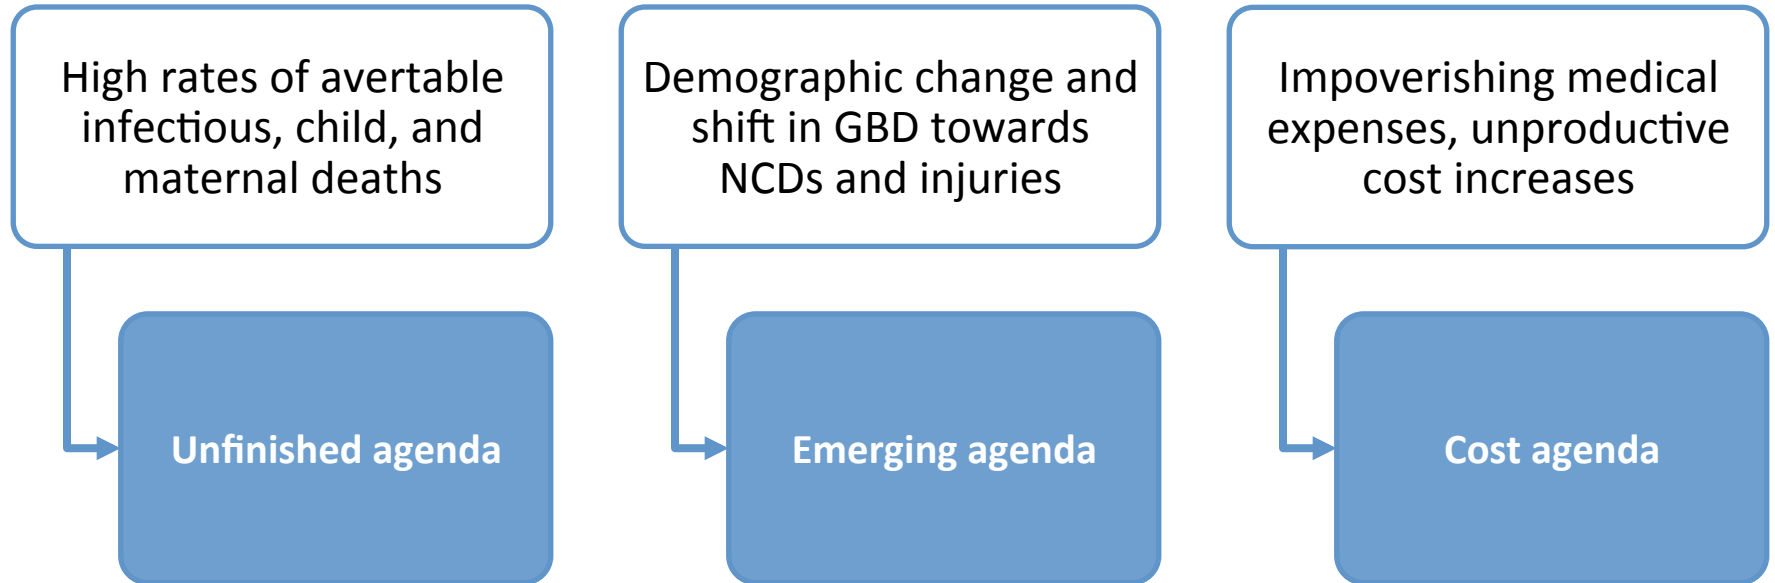 High rates of avertable
infectious, child, and
maternal deaths
Demographic change and
shift in GBD towards
NCDs and injuries
Impoverishing medical
expenses, unproductive
cost increases
Unfinished agenda
Emerging agenda
Cost agenda